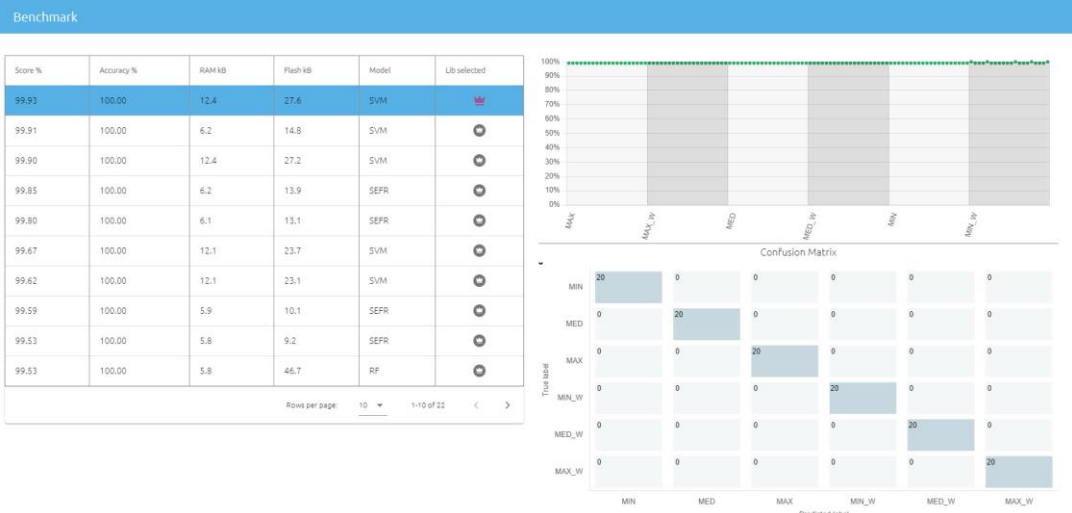 Benchmark
Score % Accuracy % RAM kB Flash kB Model Lib selected
99.93 100.00 12.4 27.6 SVM
99.91 100.00 6.2 14.8 SVM
99.90 100.00 12.4 27.2 SVM
99.85 100.00 6.2 13.9 SEFR
99.80 100.00 6.1 13.1 SEFR
99.67 100.00 12.1 23.7 SVM
99.62 100.00 12.1 23.1 SVM
99.59 100.00 5.9 10.1 SEFR
99.53 100.00 5.8 9.2 SEFR
99.53 100.00 5.8 46.7 RF
Rows per page: 10 1-10 of 22
100%
90%
80%
70%
60%
50%
40%
30%
20%
10%
0%
MAX MAX_W MED MED_W MIN MIN_W
Confusion Matrix
True label
MIN 20 0 0 0 0 0
MED 0 20 0 0 0 0
MAX 0 0 20 0 0 0
MIN_W 0 0 0 20 0 0
MED_W 0 0 0 0 20 0
MAX_W 0 0 0 0 0 20
MIN MED MAX MIN_W MED_W MAX_W